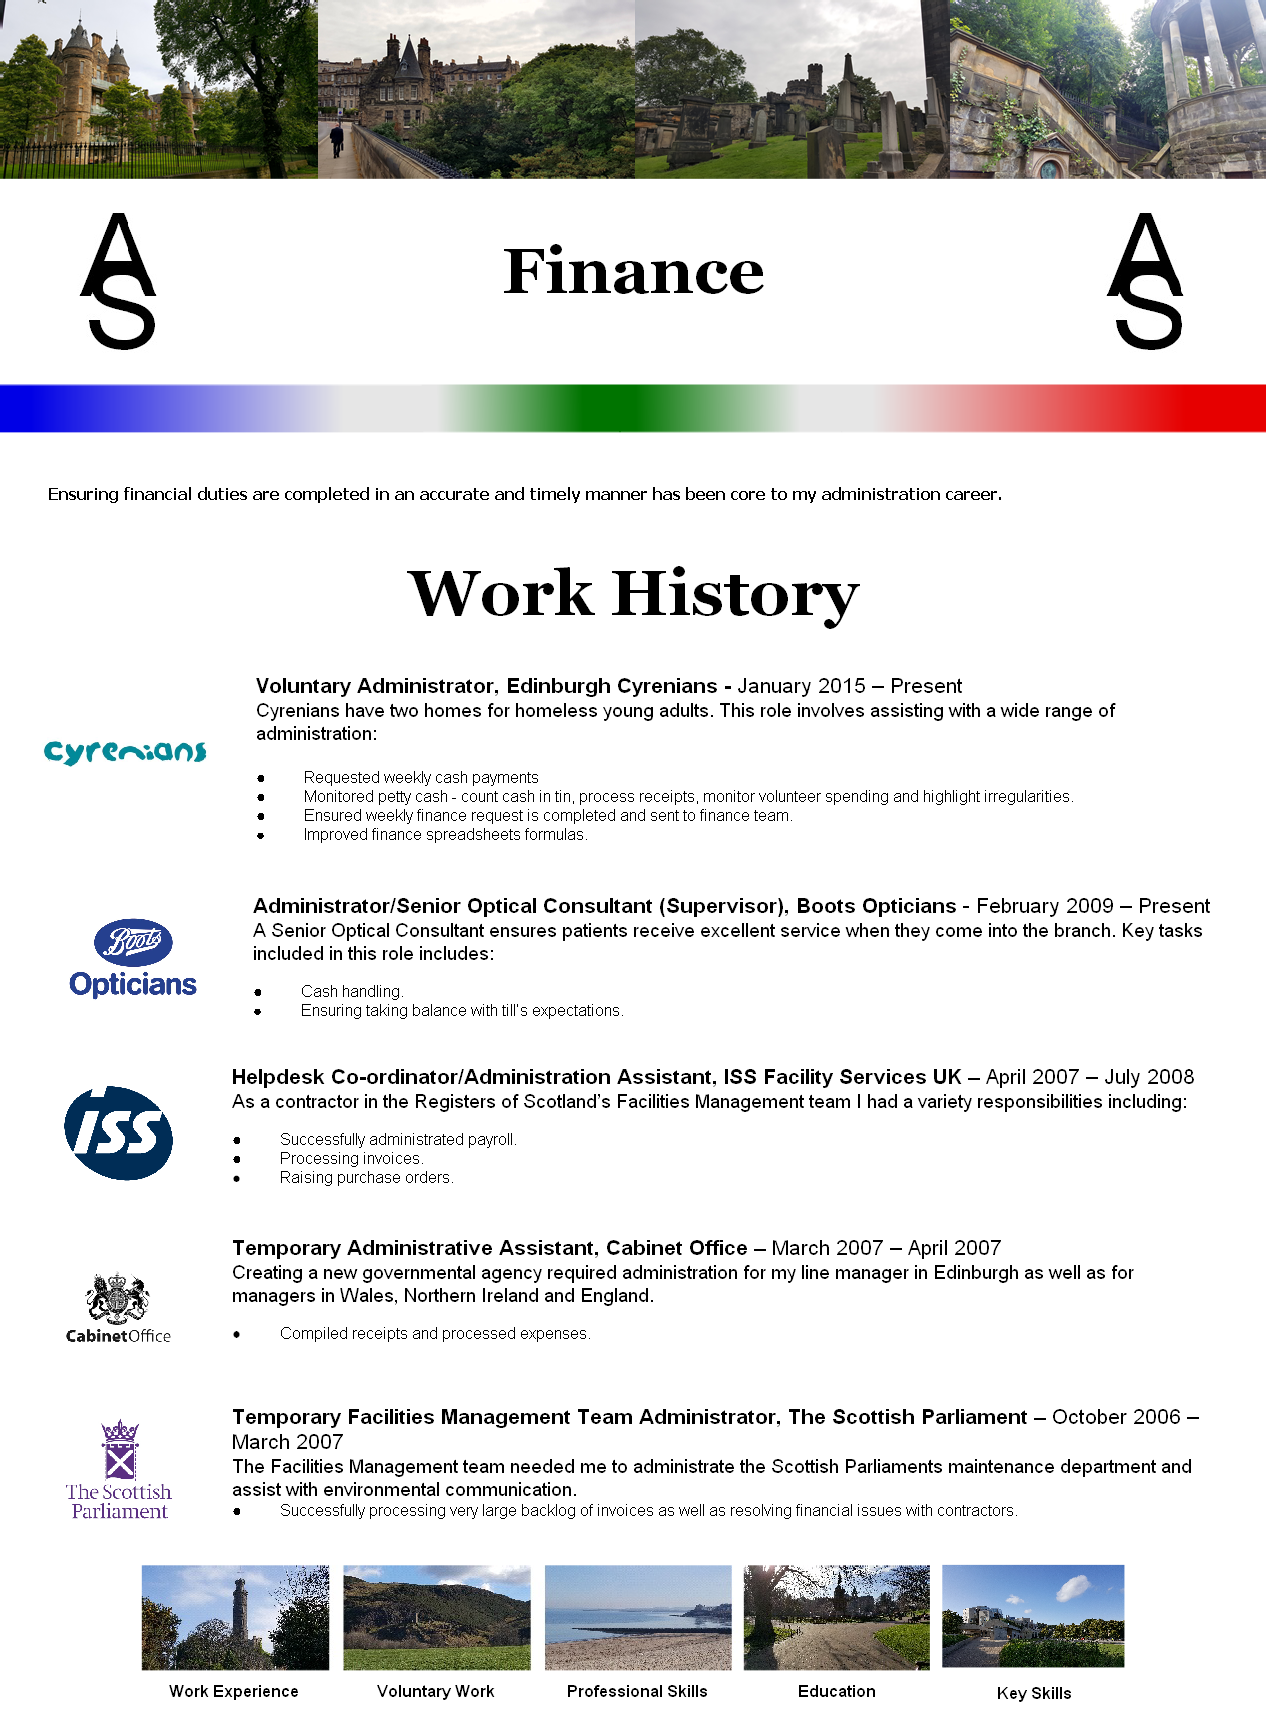 AS
Finance
AS
Ensuring financial duties are completed in an accurate and timely manner has been core to my administration career.
Work History
Voluntary Administrator, Edinburgh Cyrenians - January 2015 – Present
Cyrenians have two homes for homeless young adults. This role involves assisting with a wide range of
administration:
cyrenians
● Requested weekly cash payments
● Monitored petty cash - count cash in tin, process receipts, monitor volunteer spending and highlight irregularities.
● Ensured weekly finance request is completed and sent to finance team.
● Improved finance spreadsheets formulas.
Administrator/Senior Optical Consultant (Supervisor), Boots Opticians - February 2009 – Present
A Senior Optical Consultant ensures patients receive excellent service when they come into the branch. Key tasks
included in this role includes:
Boots
Opticians
● Cash handling.
● Ensuring taking balance with till's expectations.
Helpdesk Co-ordinator/Administration Assistant, ISS Facility Services UK – April 2007 – July 2008
As a contractor in the Registers of Scotland's Facilities Management team I had a variety responsibilities including:
ISS
● Successfully administrated payroll.
● Processing invoices.
● Raising purchase orders.
Temporary Administrative Assistant, Cabinet Office – March 2007 – April 2007
Creating a new governmental agency required administration for my line manager in Edinburgh as well as for
managers in Wales, Northern Ireland and England.
CabinetOffice
● Compiled receipts and processed expenses.
Temporary Facilities Management Team Administrator, The Scottish Parliament – October 2006 –
March 2007
The Facilities Management team needed me to administrate the Scottish Parliaments maintenance department and
assist with environmental communication.
The Scottish
Parliament
● Successfully processing very large backlog of invoices as well as resolving financial issues with contractors.
Work Experience
Voluntary Work
Professional Skills
Education
Key Skills